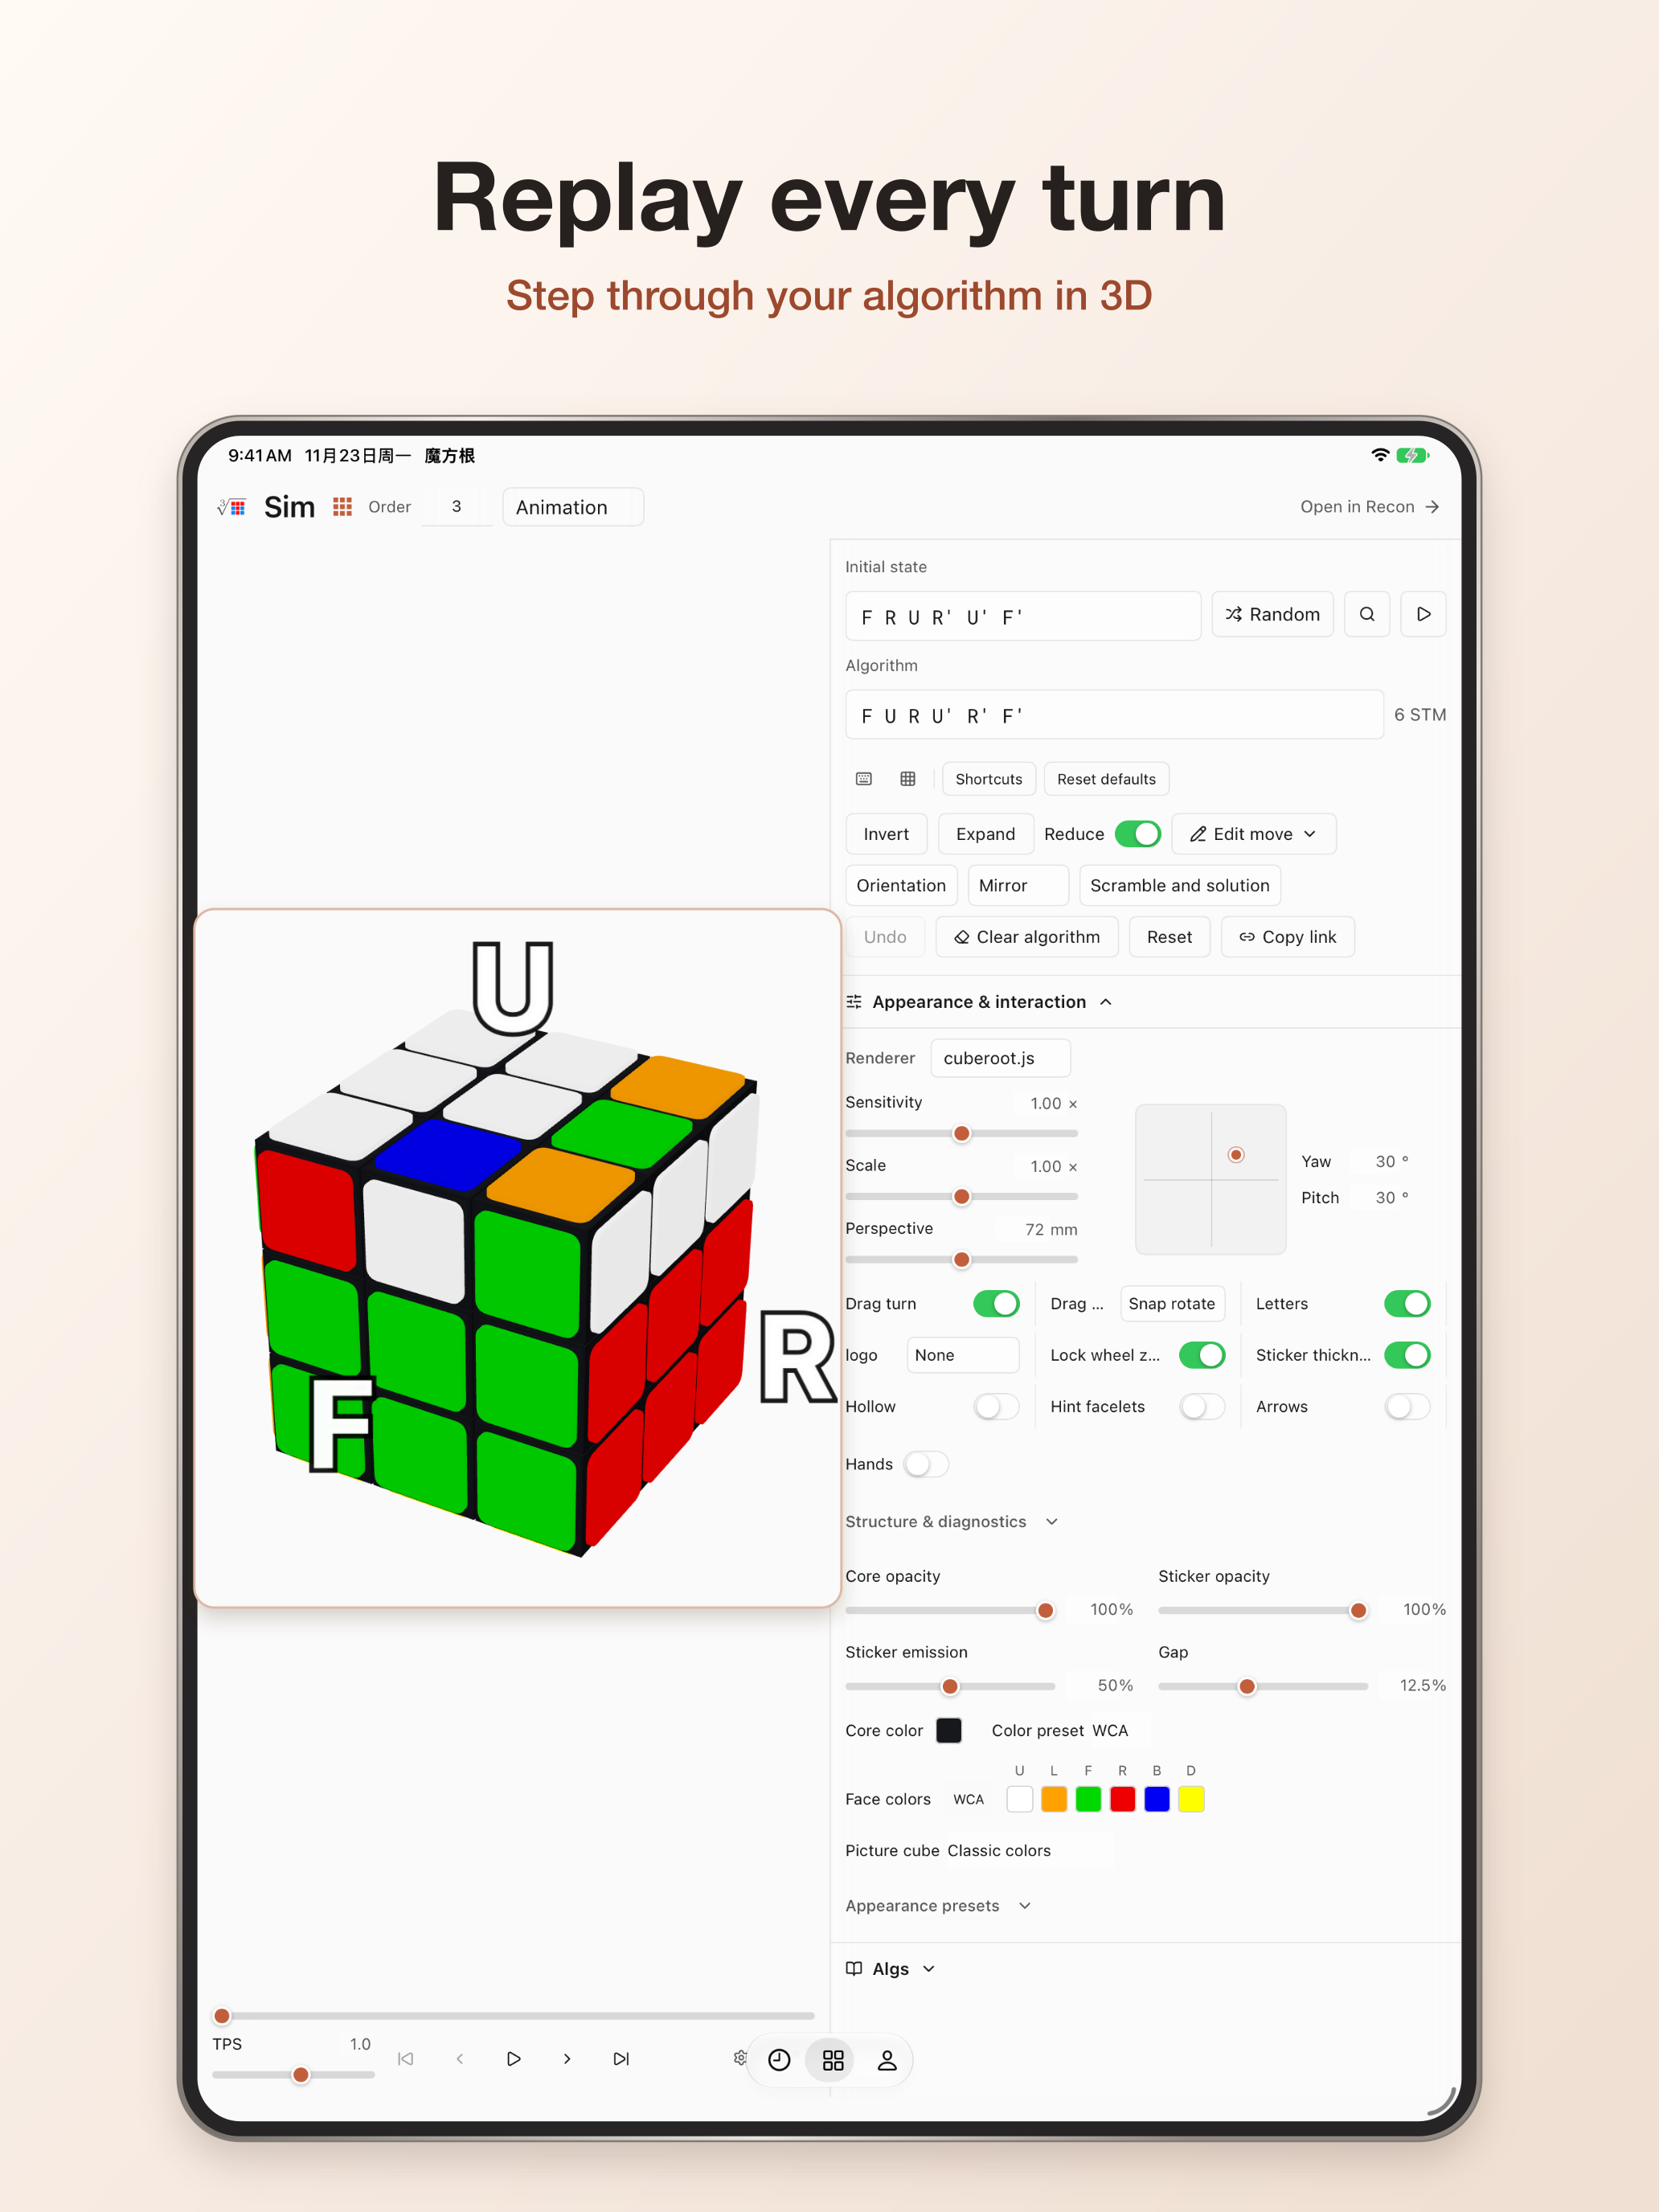 Replay every turn
Step through your algorithm in 3D
9:41 AM 11月23日周一 魔方根
Sim Order 3 Animation Open in Recon →
Initial state
F R U R' U' F' Random
Algorithm
F U R U' R' F' 6 STM
Shortcuts Reset defaults
Invert Expand Reduce Edit move
Orientation Mirror Scramble and solution
Undo Clear algorithm Reset Copy link
U
F
R
Appearance & interaction
Renderer cuberoot.js
Sensitivity 1.00 ×
Scale 1.00 ×
Perspective 72 mm
Yaw 30 °
Pitch 30 °
Drag turn Drag ... Snap rotate Letters
logo None Lock wheel z... Sticker thickn...
Hollow Hint facelets Arrows
Hands
Structure & diagnostics
Core opacity 100% Sticker opacity 100%
Sticker emission 50% Gap 12.5%
Core color Color preset WCA
U L F R B D
Face colors WCA
Picture cube Classic colors
Appearance presets
Algs
TPS 1.0